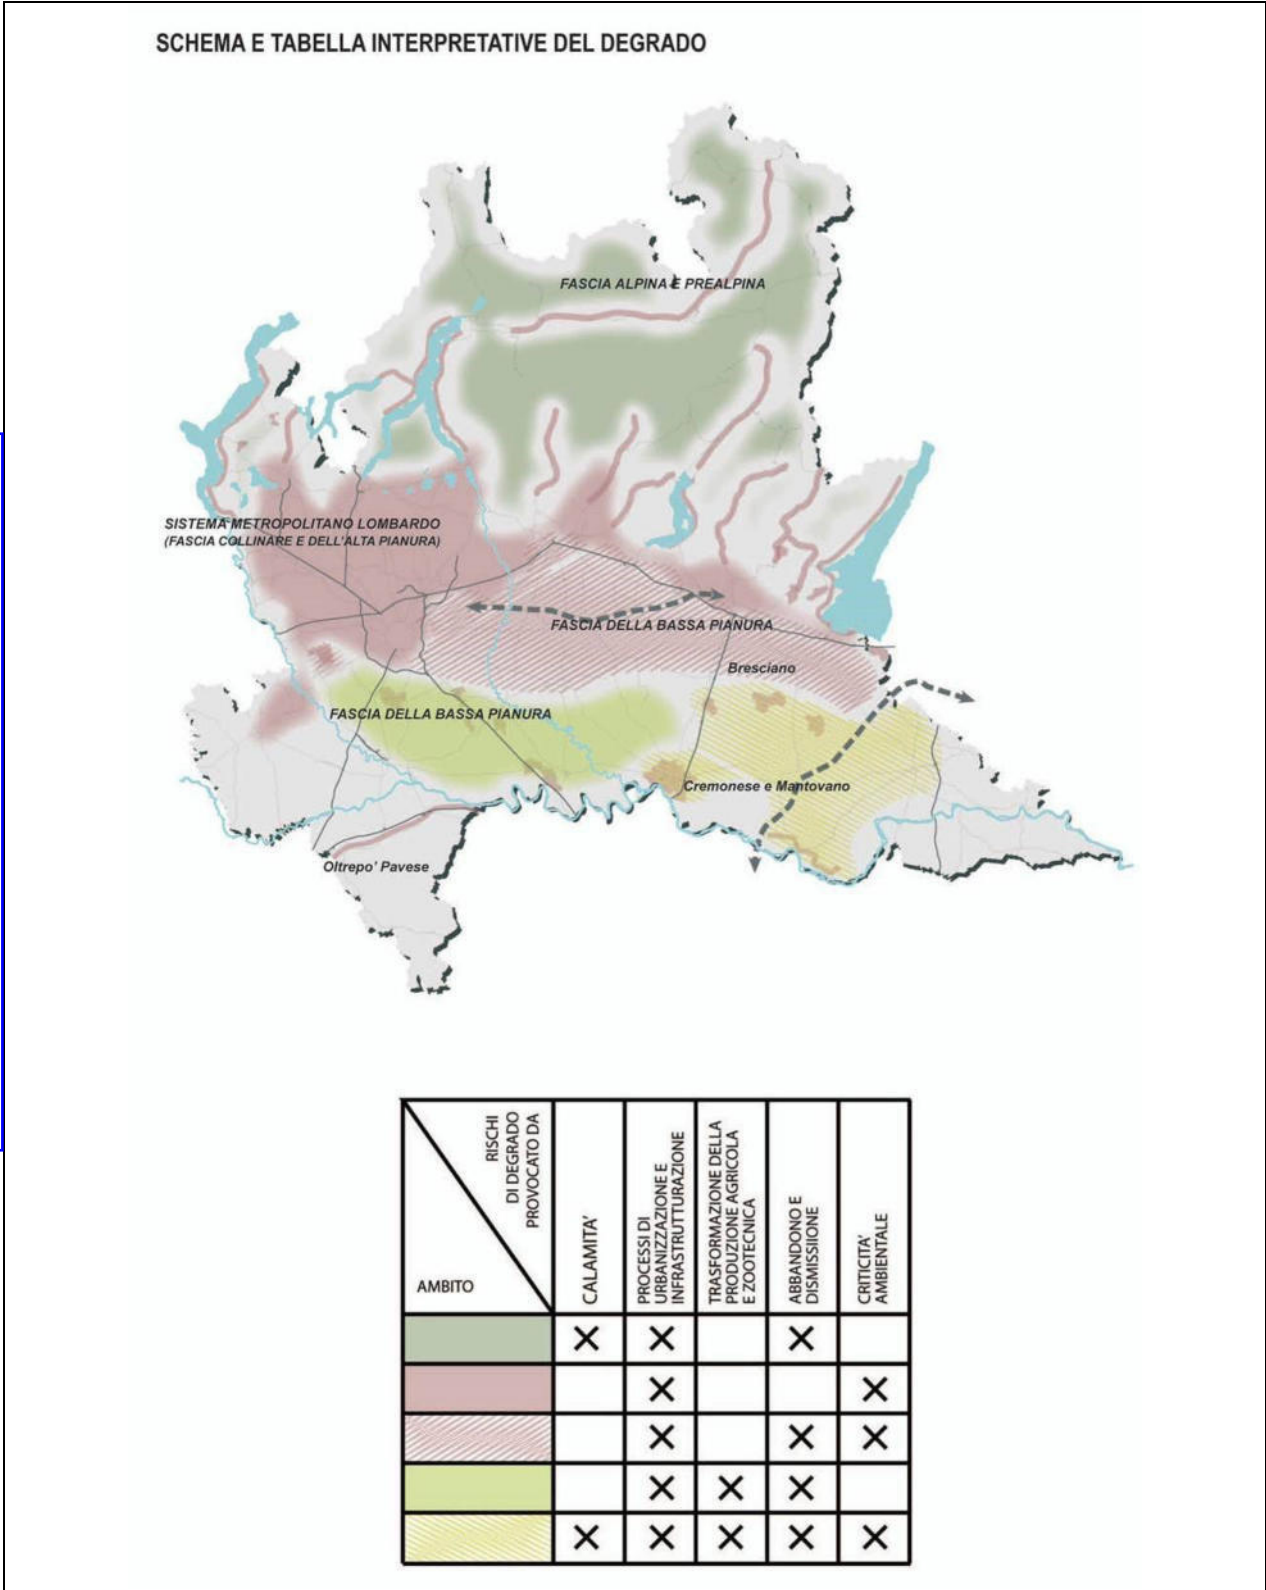 SCHEMA E TABELLA INTERPRETATIVE DEL DEGRADO
FASCIA ALPINA E PREALPINA
SISTEMA METROPOLITANO LOMBARDO
(FASCIA COLLINARE E DELL'ALTA PIANURA)
FASCIA DELLA BASSA PIANURA
Bresciano
FASCIA DELLA BASSA PIANURA
Cremonese e Mantovano
Oltrepo' Pavese
RISCHI
DI DEGRADO
PROVOCATO DA
AMBITO
CALAMITA'
PROCESSI DI
URBANIZZAZIONE E
INFRASTRUTTURAZIONE
TRASFORMAZIONE DELLA
PRODUZIONE AGRICOLA
E ZOOTECNICA
ABBANDONO E
DISMISSIIONE
CRITICITA'
AMBIENTALE
X X X
X X
X X X
X X X
X X X X X